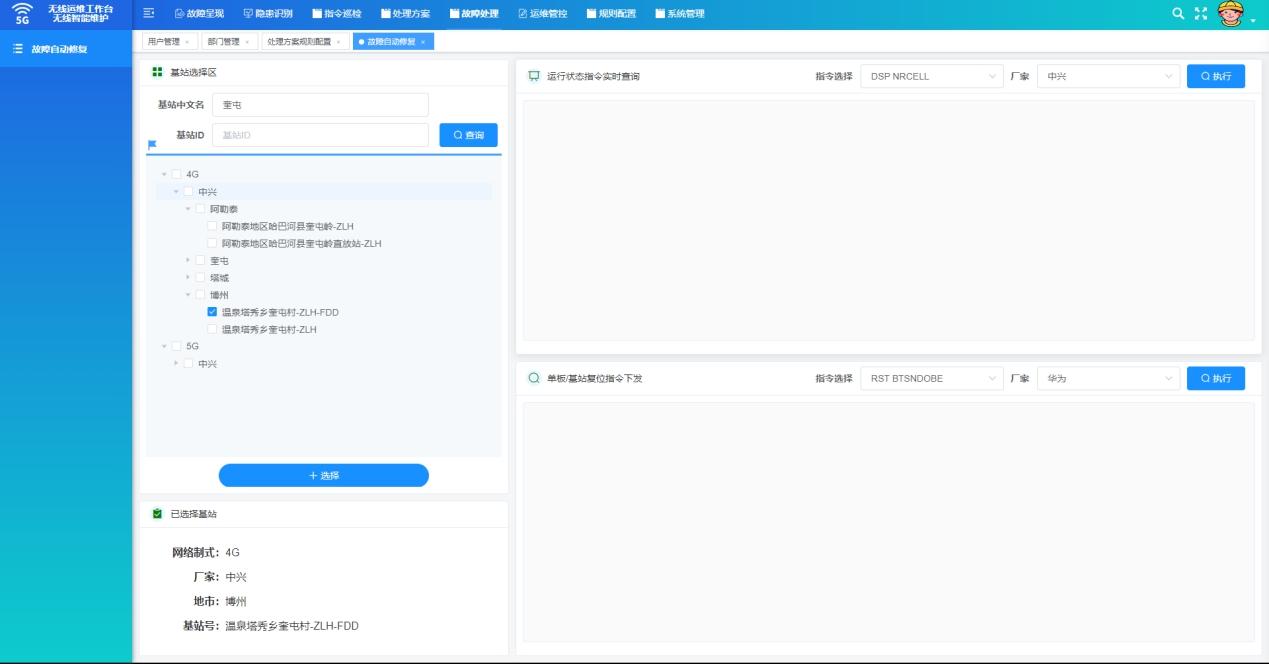 5G
无线运维工作台
无线智能维护
故障呈现
隐患识别
指令巡检
处理方案
故障处理
运维管控
规则配置
系统管理
故障自动修复
用户管理 ×
部门管理 ×
处理方案规则配置 ×
故障自动修复 ×
基站选择区
基站中文名 奎屯
基站ID 基站ID
查询
4G
中兴
阿勒泰
阿勒泰地区哈巴河县奎屯岭-ZLH
阿勒泰地区哈巴河县奎屯岭直放站-ZLH
奎屯
塔城
博州
温泉塔秀乡奎屯村-ZLH-FDD
温泉塔秀乡奎屯村-ZLH
5G
中兴
+ 选择
已选择基站
网络制式: 4G
厂家: 中兴
地市: 博州
基站号: 温泉塔秀乡奎屯村-ZLH-FDD
运行状态指令实时查询
指令选择 DSP NRCELL
厂家 中兴
执行
单板/基站复位指令下发
指令选择 RST BTSNDOBE
厂家 华为
执行